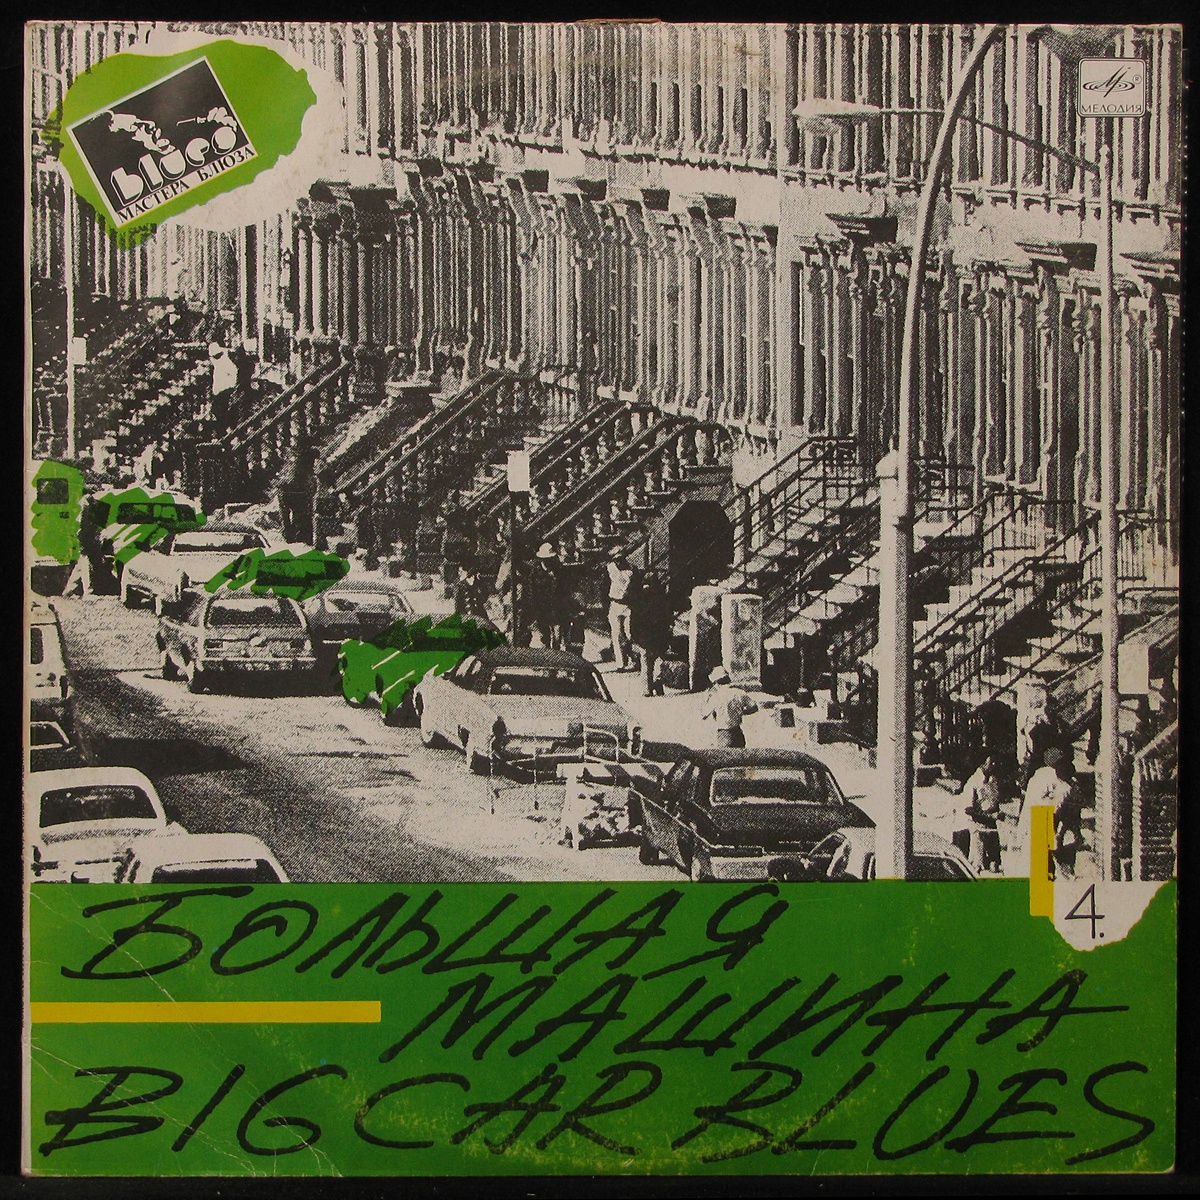 blues
МАСТЕРА БЛЮЗА
МЕЛОДИЯ
4.
БОЛЬШАЯ
МАШИНА
BIG CAR BLUES